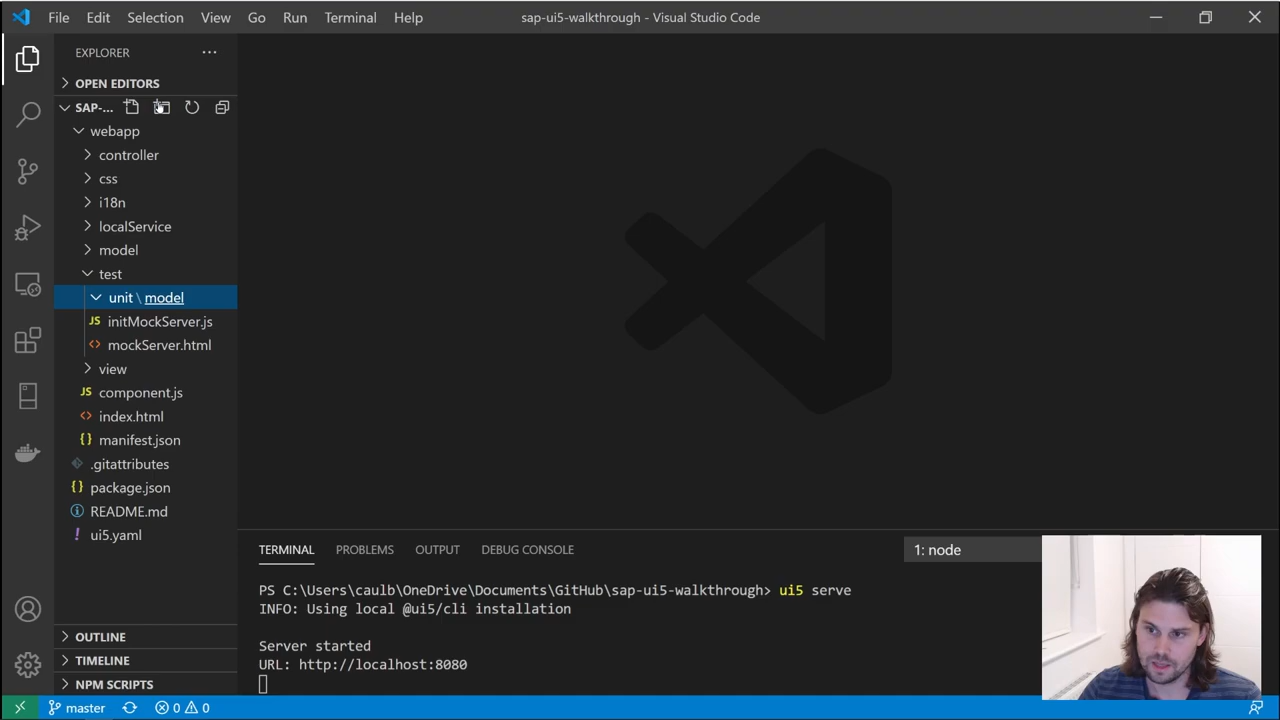 File Edit Selection View Go Run Terminal Help
sap-ui5-walkthrough - Visual Studio Code
EXPLORER
OPEN EDITORS
SAP-...
webapp
controller
css
i18n
localService
model
test
unit \ model
JS initMockServer.js
<> mockServer.html
view
JS component.js
<> index.html
{} manifest.json
.gitattributes
{} package.json
README.md
! ui5.yaml
OUTLINE
TIMELINE
NPM SCRIPTS
TERMINAL PROBLEMS OUTPUT DEBUG CONSOLE
1: node
PS C:\Users\caulb\OneDrive\Documents\GitHub\sap-ui5-walkthrough> ui5 serve
INFO: Using local @ui5/cli installation
Server started
URL: http://localhost:8080
master 0 0